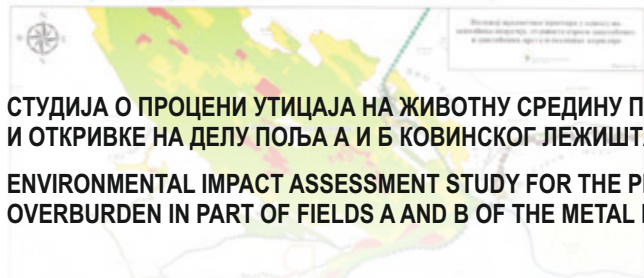 СТУДИЈА О ПРОЦЕНИ УТИЦАЈА НА ЖИВОТНУ СРЕДИНУ П
И ОТКРИВКЕ НА ДЕЛУ ПОЉА А И Б КОВИНСКОГ ЛЕЖИШТ
ENVIRONMENTAL IMPACT ASSESSMENT STUDY FOR THE P
OVERBURDEN IN PART OF FIELDS A AND B OF THE METAL